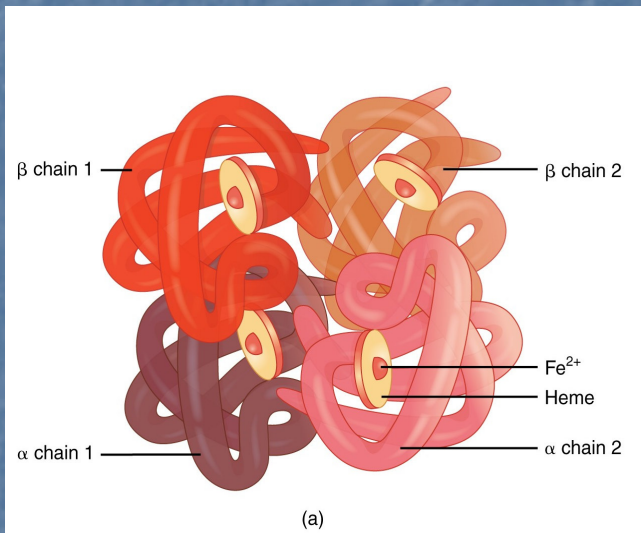 β chain 1
β chain 2
Fe²⁺
Heme
α chain 1
α chain 2
(a)